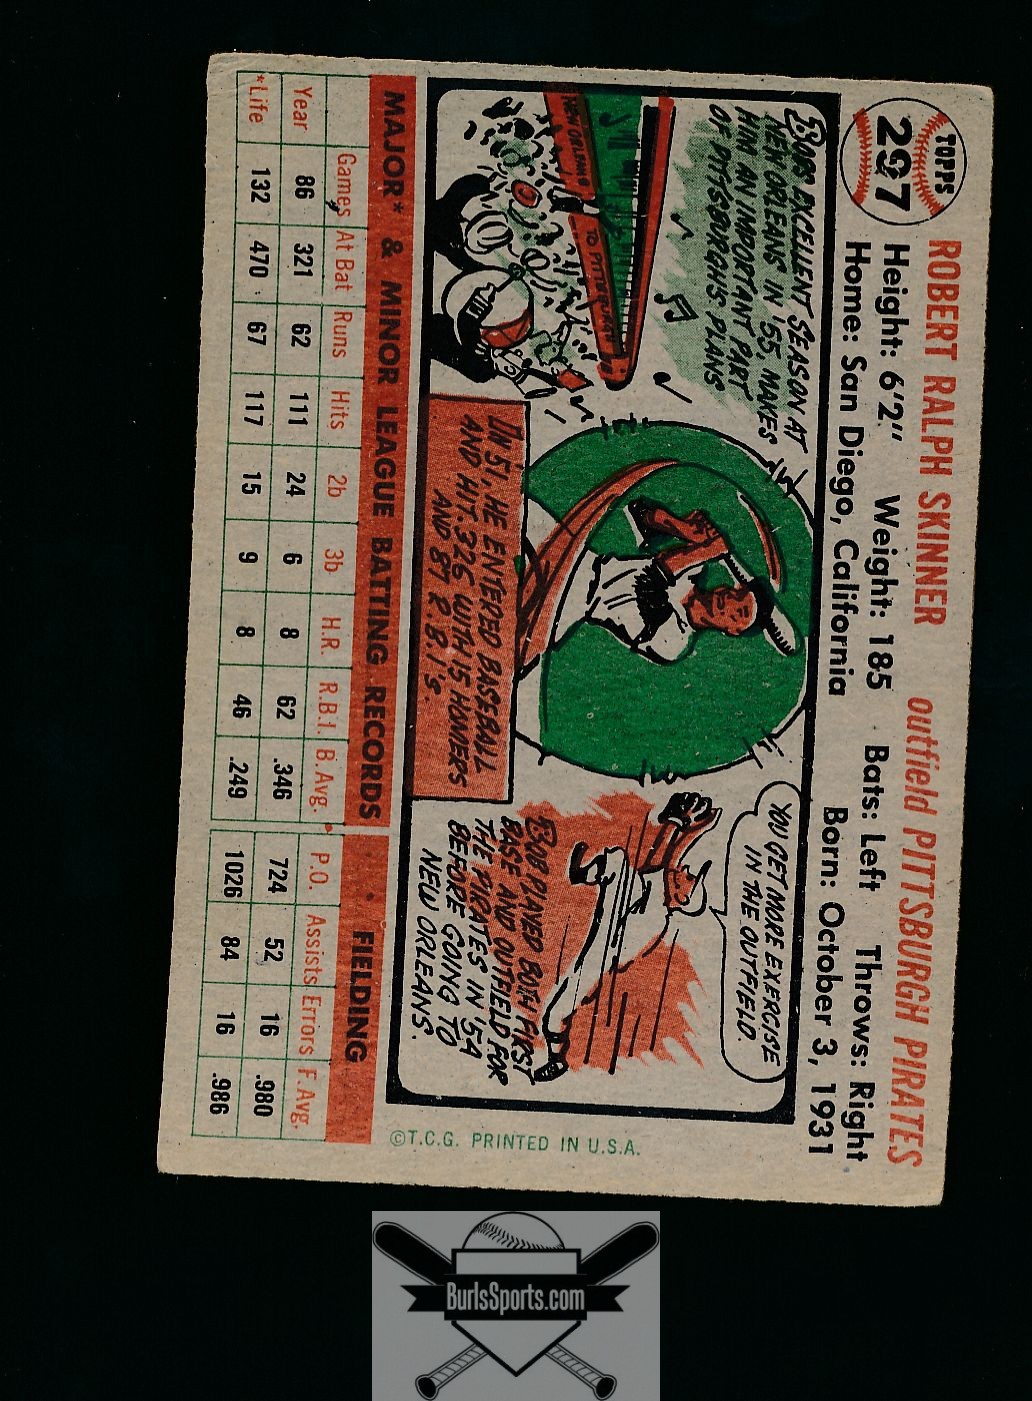 TOPPS
297
ROBERT RALPH SKINNER outfield PITTSBURGH PIRATES
Height: 6'2" Weight: 185 Bats: Left Throws: Right
Home: San Diego, California Born: October 3, 1931
BOB'S EXCELLENT SEASON AT
NEW ORLEANS IN '55, MAKES
HIM AN IMPORTANT PART
OF PITTSBURGH'S PLANS
NEW ORLEANS TO PITTSBURGH
IN '51, HE ENTERED BASEBALL
AND HIT .326 WITH 15 HOMERS
AND 87 R.B.I's.
YOU GET MORE EXERCISE
IN THE OUTFIELD.
BOB PLAYED BOTH FIRST
BASE AND OUTFIELD FOR
THE PIRATES IN '54
BEFORE GOING TO
NEW ORLEANS.
©T.C.G. PRINTED IN U.S.A.
MAJOR* & MINOR LEAGUE BATTING RECORDS FIELDING
Games At Bat Runs Hits 2b 3b H.R. R.B.I. B.Avg. P.O. Assists Errors F.Avg.
Year 86 321 62 111 24 6 8 62 .346 724 52 16 .980
*Life 132 470 67 117 15 9 8 46 .249 1026 84 16 .986
BurlsSports.com